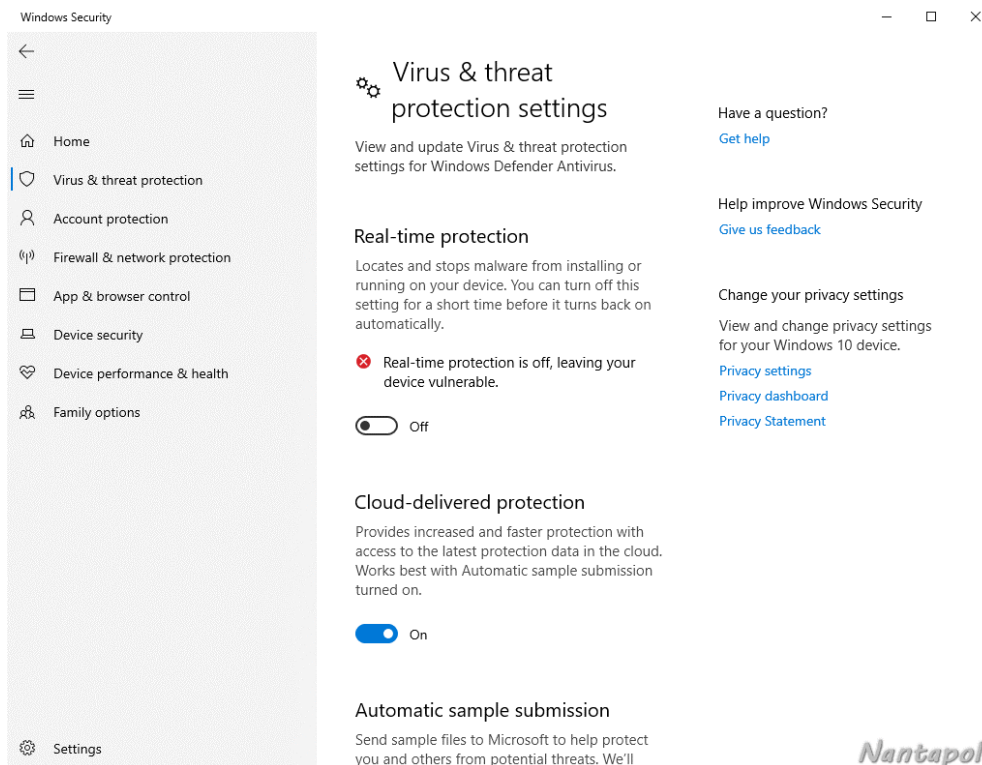 Windows Security
Home
Virus & threat protection
Account protection
Firewall & network protection
App & browser control
Device security
Device performance & health
Family options
Settings
Virus & threat
protection settings
View and update Virus & threat protection
settings for Windows Defender Antivirus.
Real-time protection
Locates and stops malware from installing or
running on your device. You can turn off this
setting for a short time before it turns back on
automatically.
Real-time protection is off, leaving your
device vulnerable.
Off
Cloud-delivered protection
Provides increased and faster protection with
access to the latest protection data in the cloud.
Works best with Automatic sample submission
turned on.
On
Automatic sample submission
Send sample files to Microsoft to help protect
you and others from potential threats. We'll
Have a question?
Get help
Help improve Windows Security
Give us feedback
Change your privacy settings
View and change privacy settings
for your Windows 10 device.
Privacy settings
Privacy dashboard
Privacy Statement
Nantapol